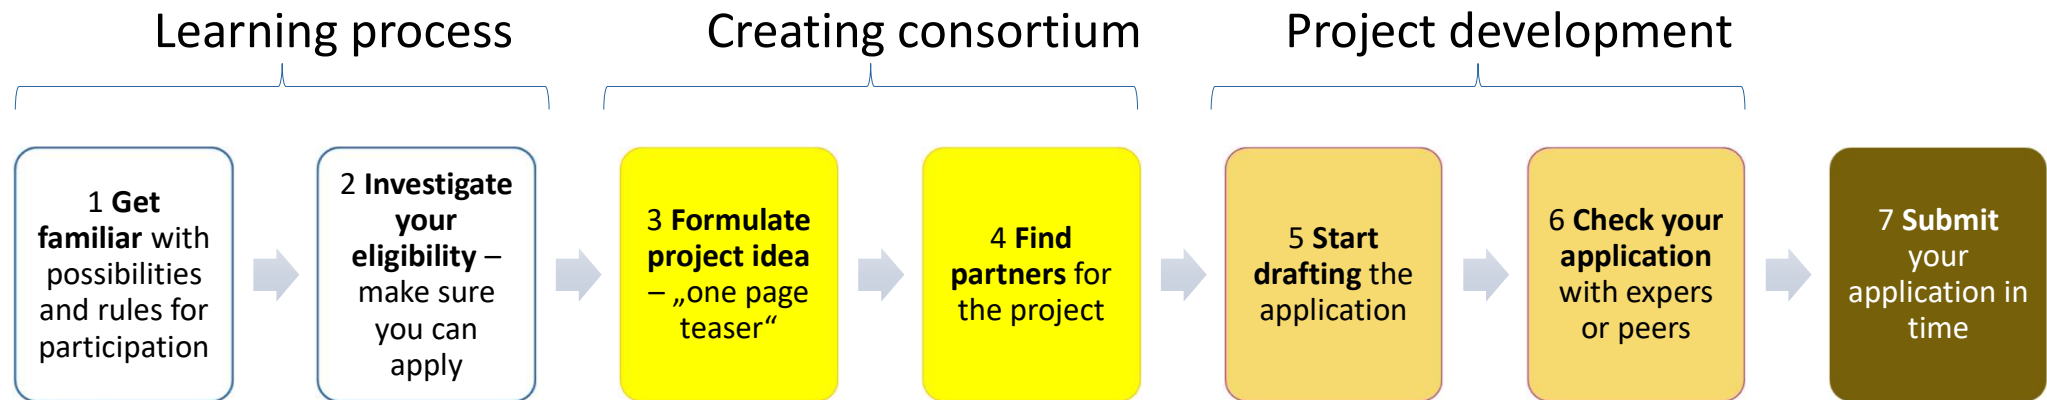 Learning process
Creating consortium
Project development
1 Get
familiar with
possibilities
and rules for
participation
2 Investigate
your
eligibility –
make sure
you can
apply
3 Formulate
project idea
– „one page
teaser“
4 Find
partners for
the project
5 Start
drafting the
application
6 Check your
application
with expers
or peers
7 Submit
your
application in
time